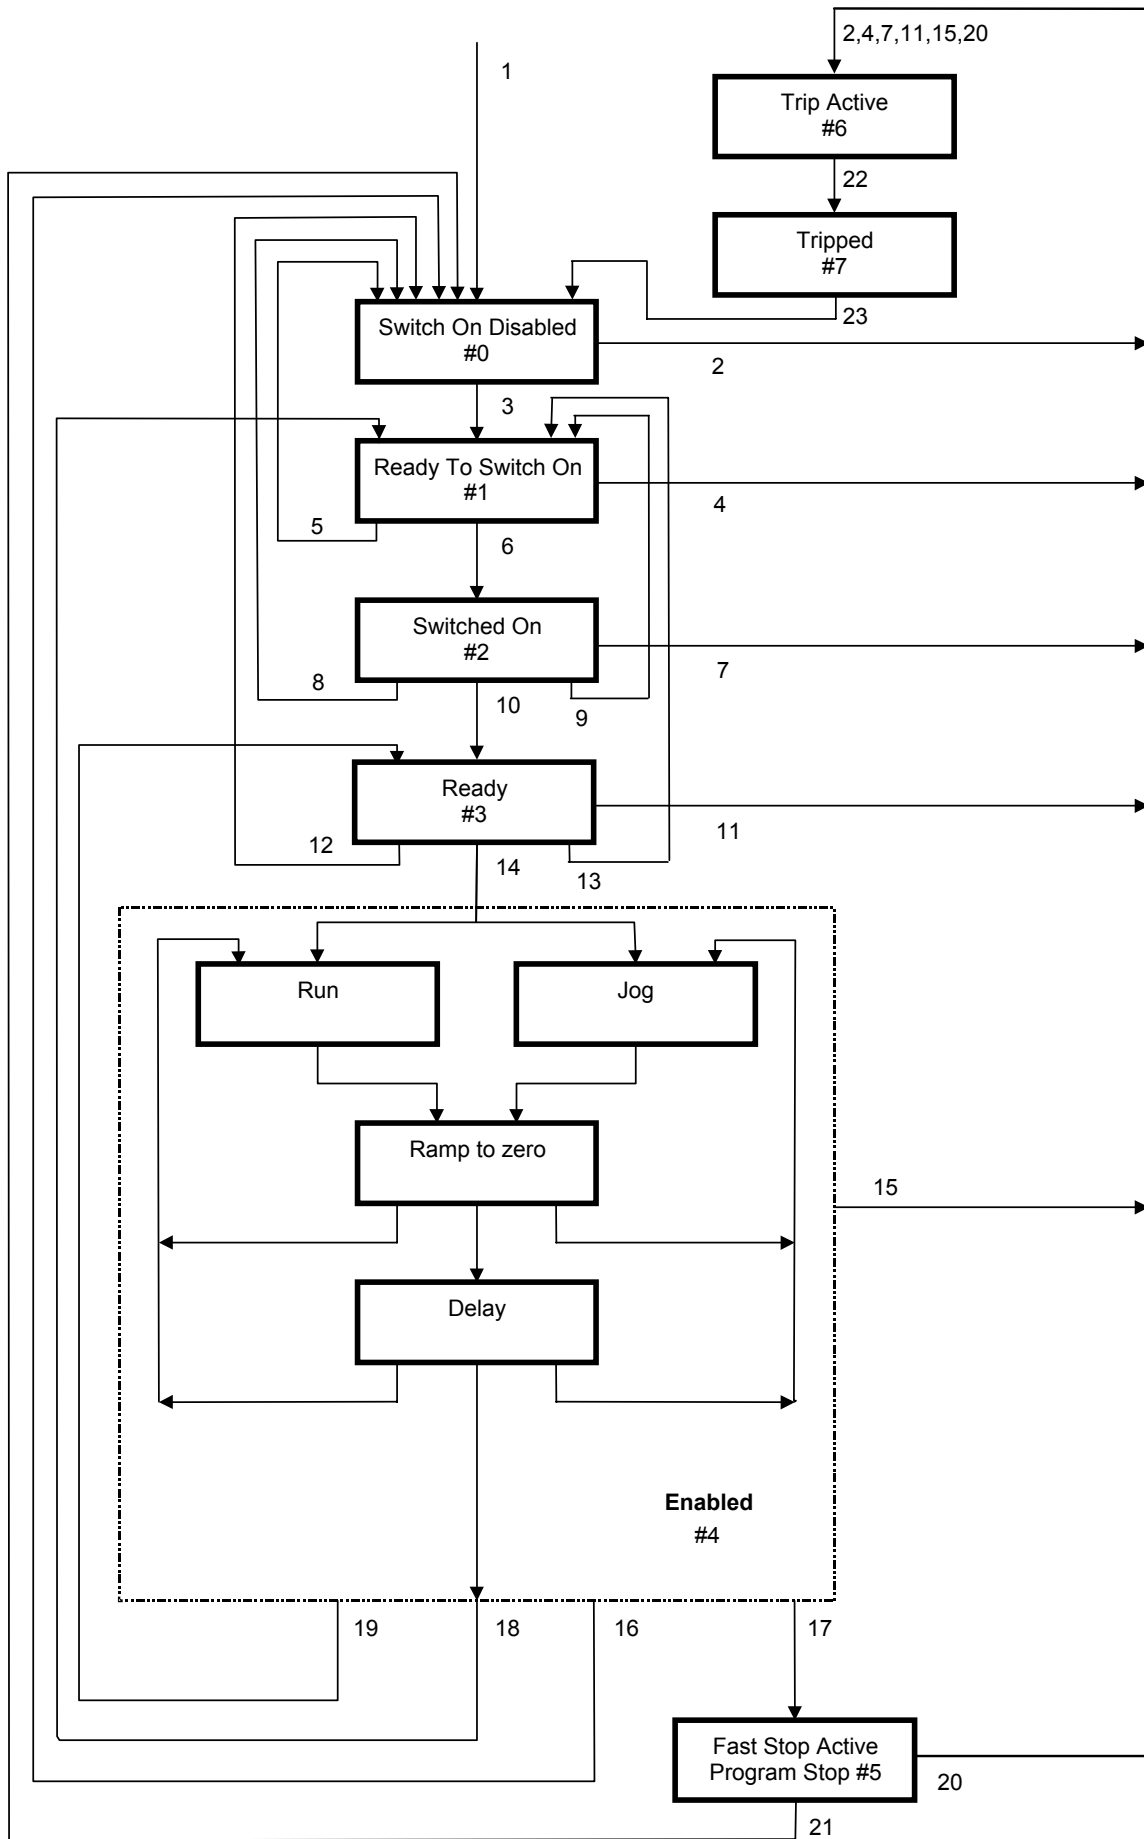 2,4,7,11,15,20
1
Trip Active
#6
22
Tripped
#7
23
Switch On Disabled
#0
2
3
Ready To Switch On
#1
4
5
6
Switched On
#2
7
8
10
9
Ready
#3
11
12
14
13
Run
Jog
Ramp to zero
15
Delay
Enabled
#4
19
18
16
17
Fast Stop Active
Program Stop #5
20
21